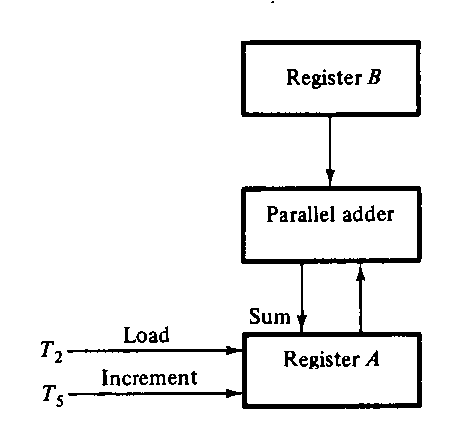 Register B
Parallel adder
Sum
Load
T₂
Register A
Increment
T₅